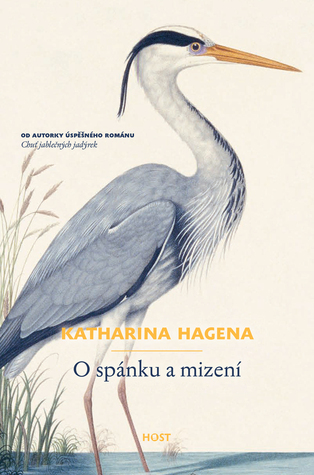 OD AUTORKY ÚSPĚŠNÉHO ROMÁNU
Chuť jablečných jadýrek
KATHARINA HAGENA
O spánku a mizení
HOST